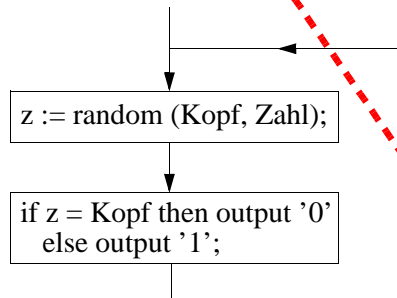 z := random (Kopf, Zahl);
if z = Kopf then output ’0’
else output ’1’;